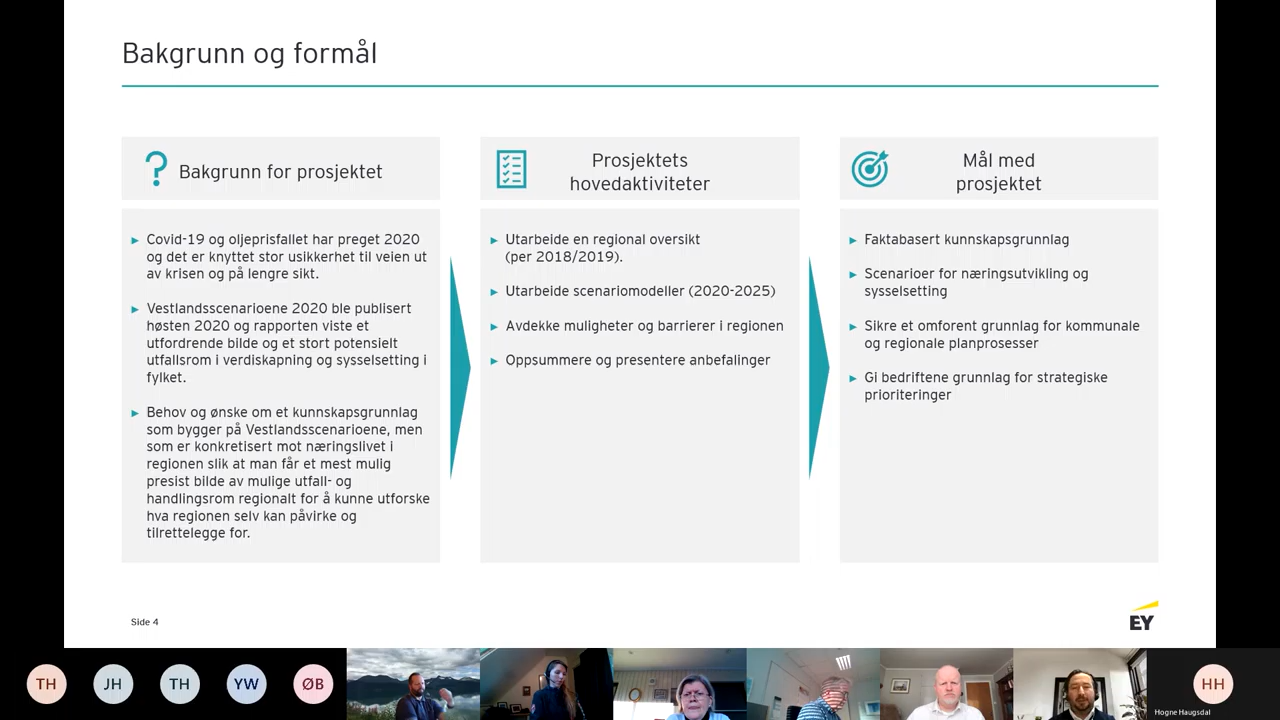 Bakgrunn og formål
Bakgrunn for prosjektet
Covid-19 og oljeprisfallet har preget 2020
og det er knyttet stor usikkerhet til veien ut
av krisen og på lengre sikt.
Vestlandsscenarioene 2020 ble publisert
høsten 2020 og rapporten viste et
utfordrende bilde og et stort potensielt
utfallsrom i verdiskapning og sysselsetting i
fylket.
Behov og ønske om et kunnskapsgrunnlag
som bygger på Vestlandsscenarioene, men
som er konkretisert mot næringslivet i
regionen slik at man får et mest mulig
presist bilde av mulige utfall- og
handlingsrom regionalt for å kunne utforske
hva regionen selv kan påvirke og
tilrettelegge for.
Prosjektets
hovedaktiviteter
Utarbeide en regional oversikt
(per 2018/2019).
Utarbeide scenariomodeller (2020-2025)
Avdekke muligheter og barrierer i regionen
Oppsummere og presentere anbefalinger
Mål med
prosjektet
Faktabasert kunnskapsgrunnlag
Scenarioer for næringsutvikling og
sysselsetting
Sikre et omforent grunnlag for kommunale
og regionale planprosesser
Gi bedriftene grunnlag for strategiske
prioriteringer
Side 4
EY
TH
JH
TH
YW
ØB
HH
Hogne Haugsdal